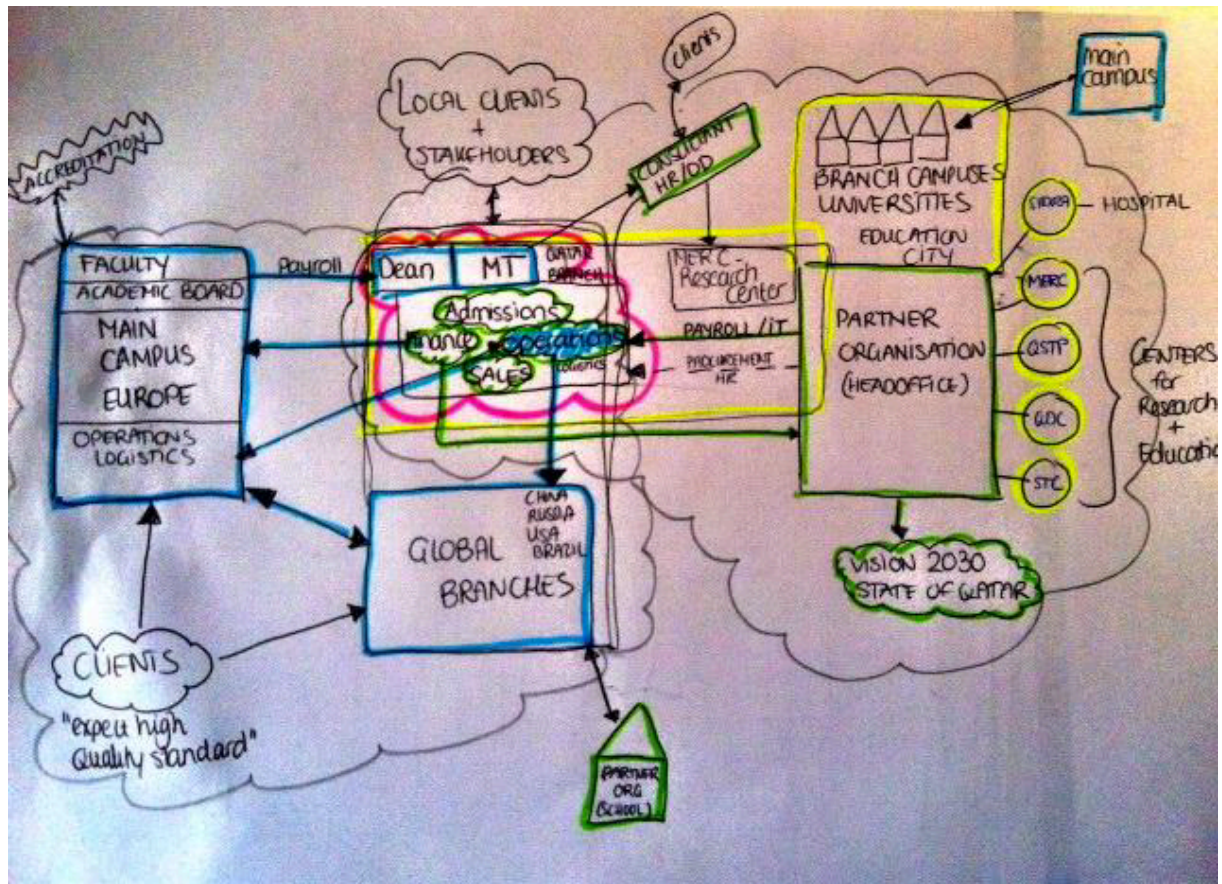 clients
main
campus
LOCAL CLIENTS
+
STAKEHOLDERS
ACCREDITATION
CONSULTANT
HR/OD
BRANCH CAMPUSES
UNIVERSITIES
EDUCATION
CITY
SIDRA
HOSPITAL
FACULTY
ACADEMIC BOARD
MAIN
CAMPUS
EUROPE
OPERATIONS
LOGISTICS
Payroll
Dean
MT
QATAR
BRANCH
Admissions
finance
operations
SALES
MERC -
Research
Center
PAYROLL/IT
PROCUREMENT
HR
PARTNER
ORGANISATION
(HEADOFFICE)
MERC
QSTP
STC
CENTERS
for
Research
+
Education
CHINA
RUSSIA
USA
BRAZIL
GLOBAL
BRANCHES
VISION 2030
STATE OF QATAR
CLIENTS
"expect high
Quality standard"
PARTNER
ORG
(SCHOOL)